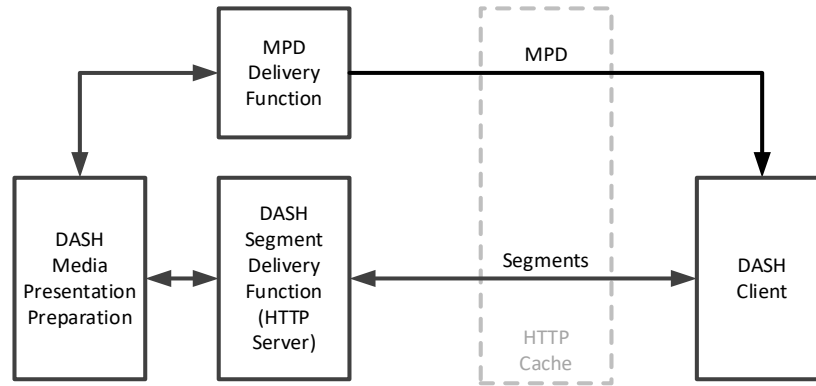 MPD
Delivery
Function
MPD
DASH
Media
Presentation
Preparation
DASH
Segment
Delivery
Function
(HTTP
Server)
Segments
DASH
Client
HTTP
Cache